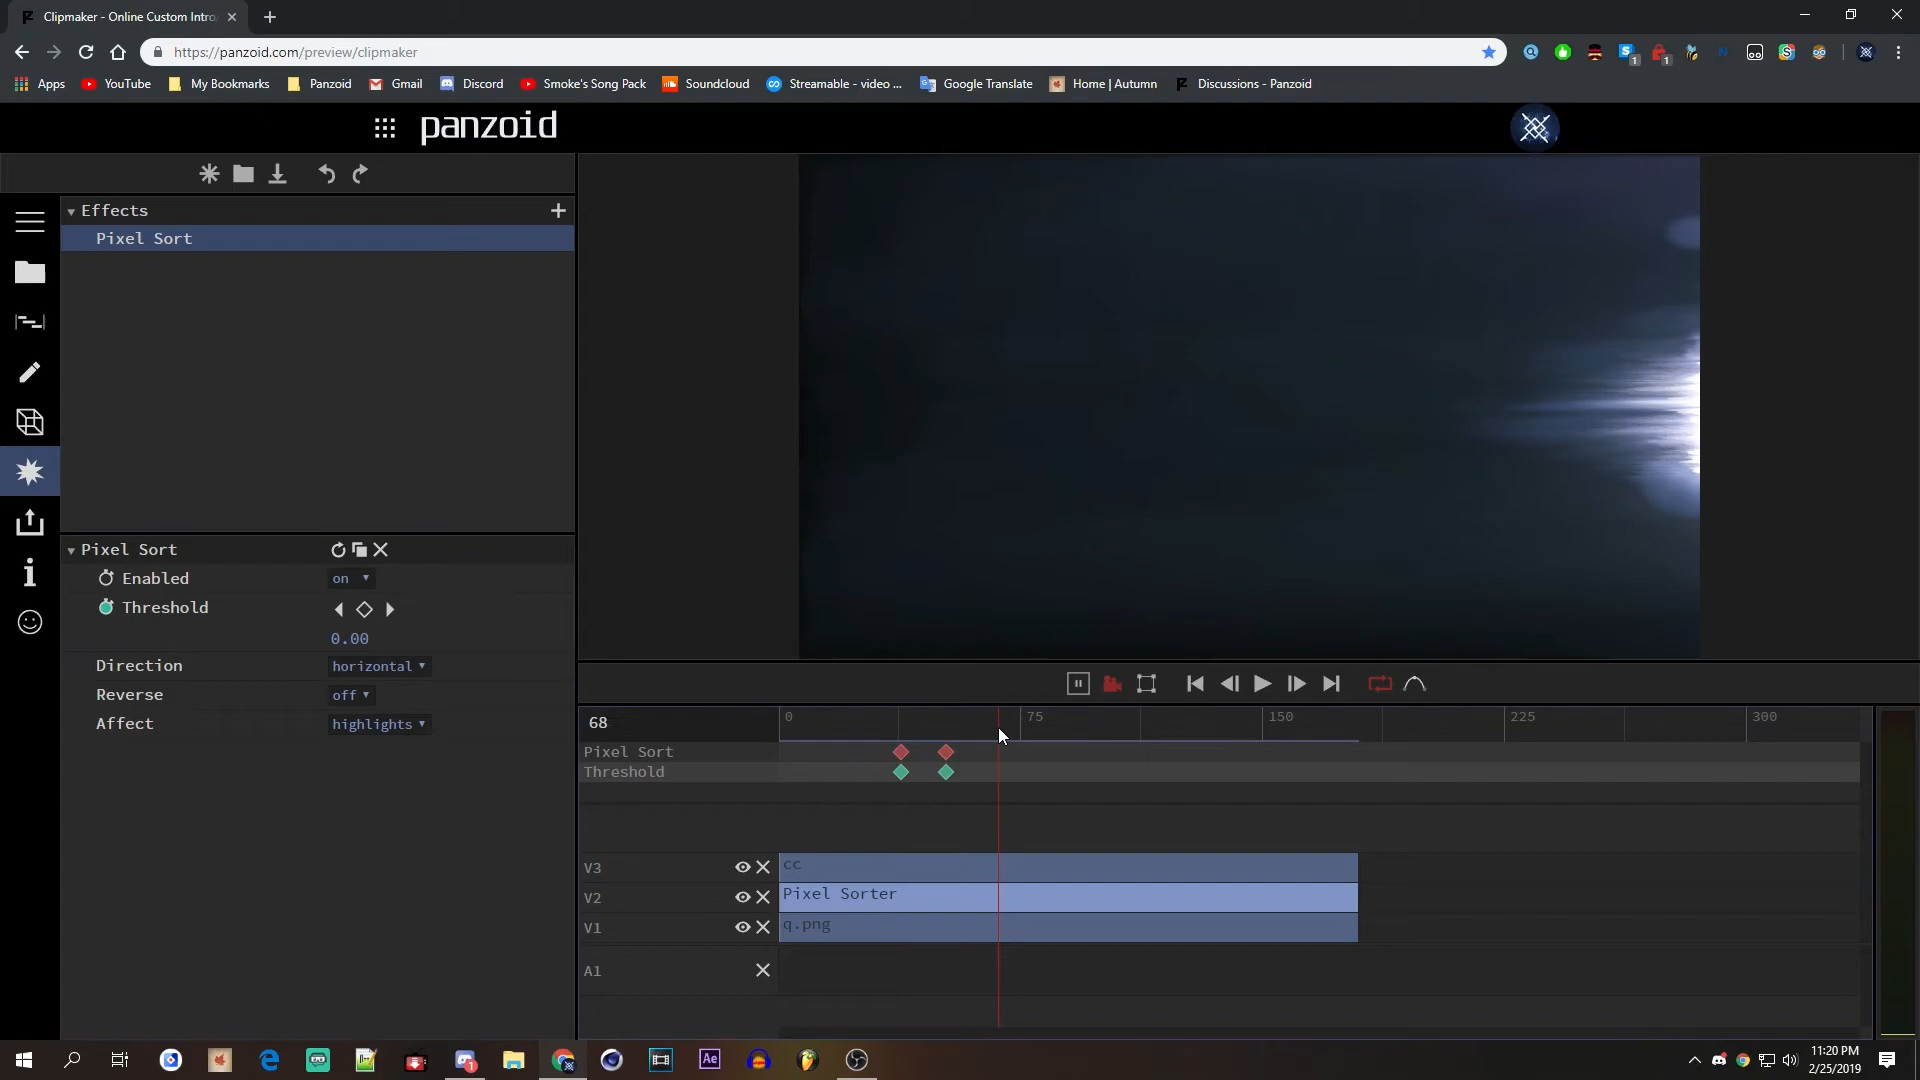 Clipmaker - Online Custom Intro
https://panzoid.com/preview/clipmaker
Apps YouTube My Bookmarks Panzoid Gmail Discord Smoke's Song Pack Soundcloud Streamable - video ... Google Translate Home | Autumn Discussions - Panzoid
panzoid
Effects
Pixel Sort
Pixel Sort
Enabled on
Threshold
0.00
Direction horizontal
Reverse off
Affect highlights
68 0 75 150 225 300
Pixel Sort
Threshold
V3 cc
V2 Pixel Sorter
V1 q.png
A1
11:20 PM
2/25/2019